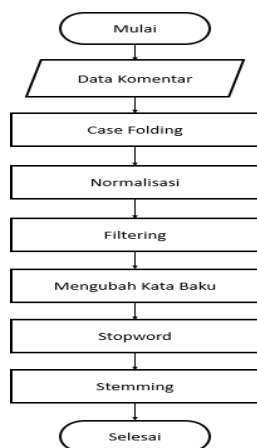 Mulai
Data Komentar
Case Folding
Normalisasi
Filtering
Mengubah Kata Baku
Stopword
Stemming
Selesai